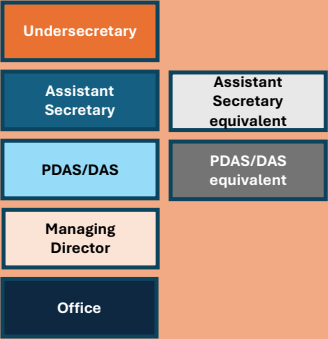 Undersecretary
Assistant
Secretary
Assistant
Secretary
equivalent
PDAS/DAS
PDAS/DAS
equivalent
Managing
Director
Office